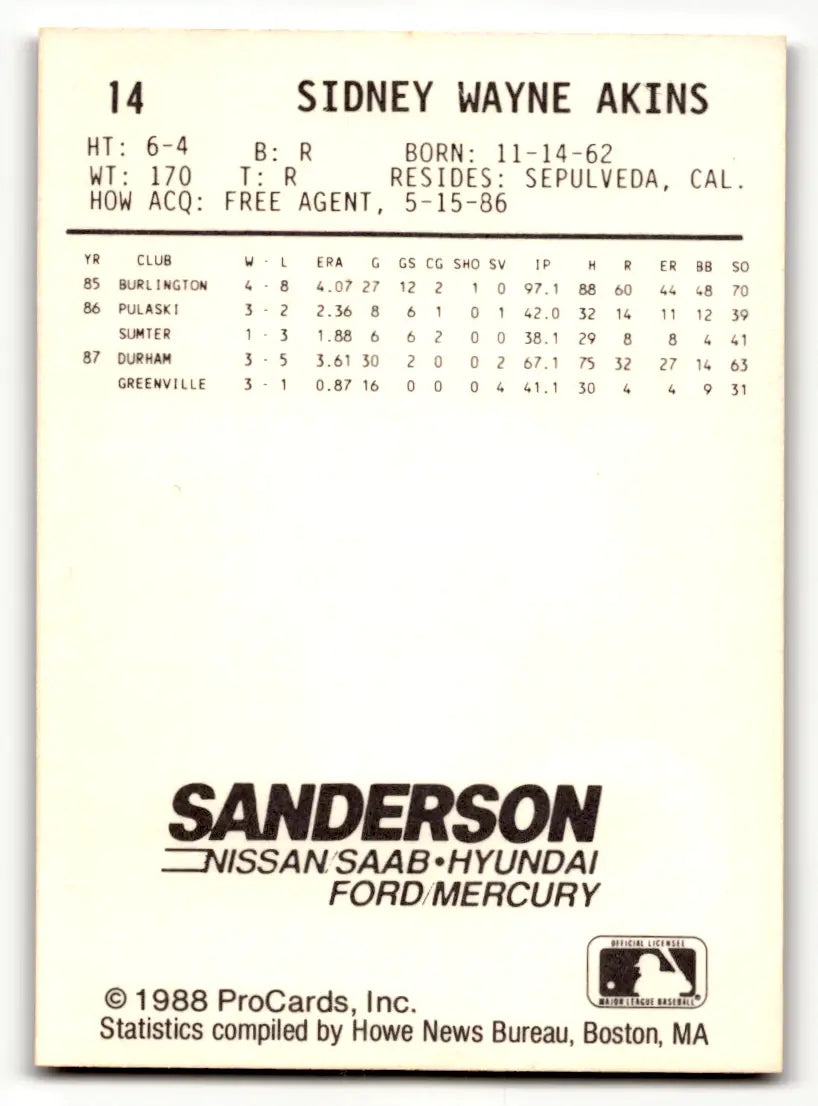 14 SIDNEY WAYNE AKINS
HT: 6-4 B: R BORN: 11-14-62
WT: 170 T: R RESIDES: SEPULVEDA, CAL.
HOW ACQ: FREE AGENT, 5-15-86
YR CLUB W - L ERA G GS CG SHO SV IP H R ER BB SO
85 BURLINGTON 4 - 8 4.07 27 12 2 1 0 97.1 88 60 44 48 70
86 PULASKI 3 - 2 2.36 8 6 1 0 1 42.0 32 14 11 12 39
SUMTER 1 - 3 1.88 6 6 2 0 0 38.1 29 8 8 4 41
87 DURHAM 3 - 5 3.61 30 2 0 0 2 67.1 75 32 27 14 63
GREENVILLE 3 - 1 0.87 16 0 0 0 4 41.1 30 4 4 9 31
SANDERSON
NISSAN/SAAB•HYUNDAI
FORD/MERCURY
OFFICIAL LICENSEE
MAJOR LEAGUE BASEBALL®
© 1988 ProCards, Inc.
Statistics compiled by Howe News Bureau, Boston, MA